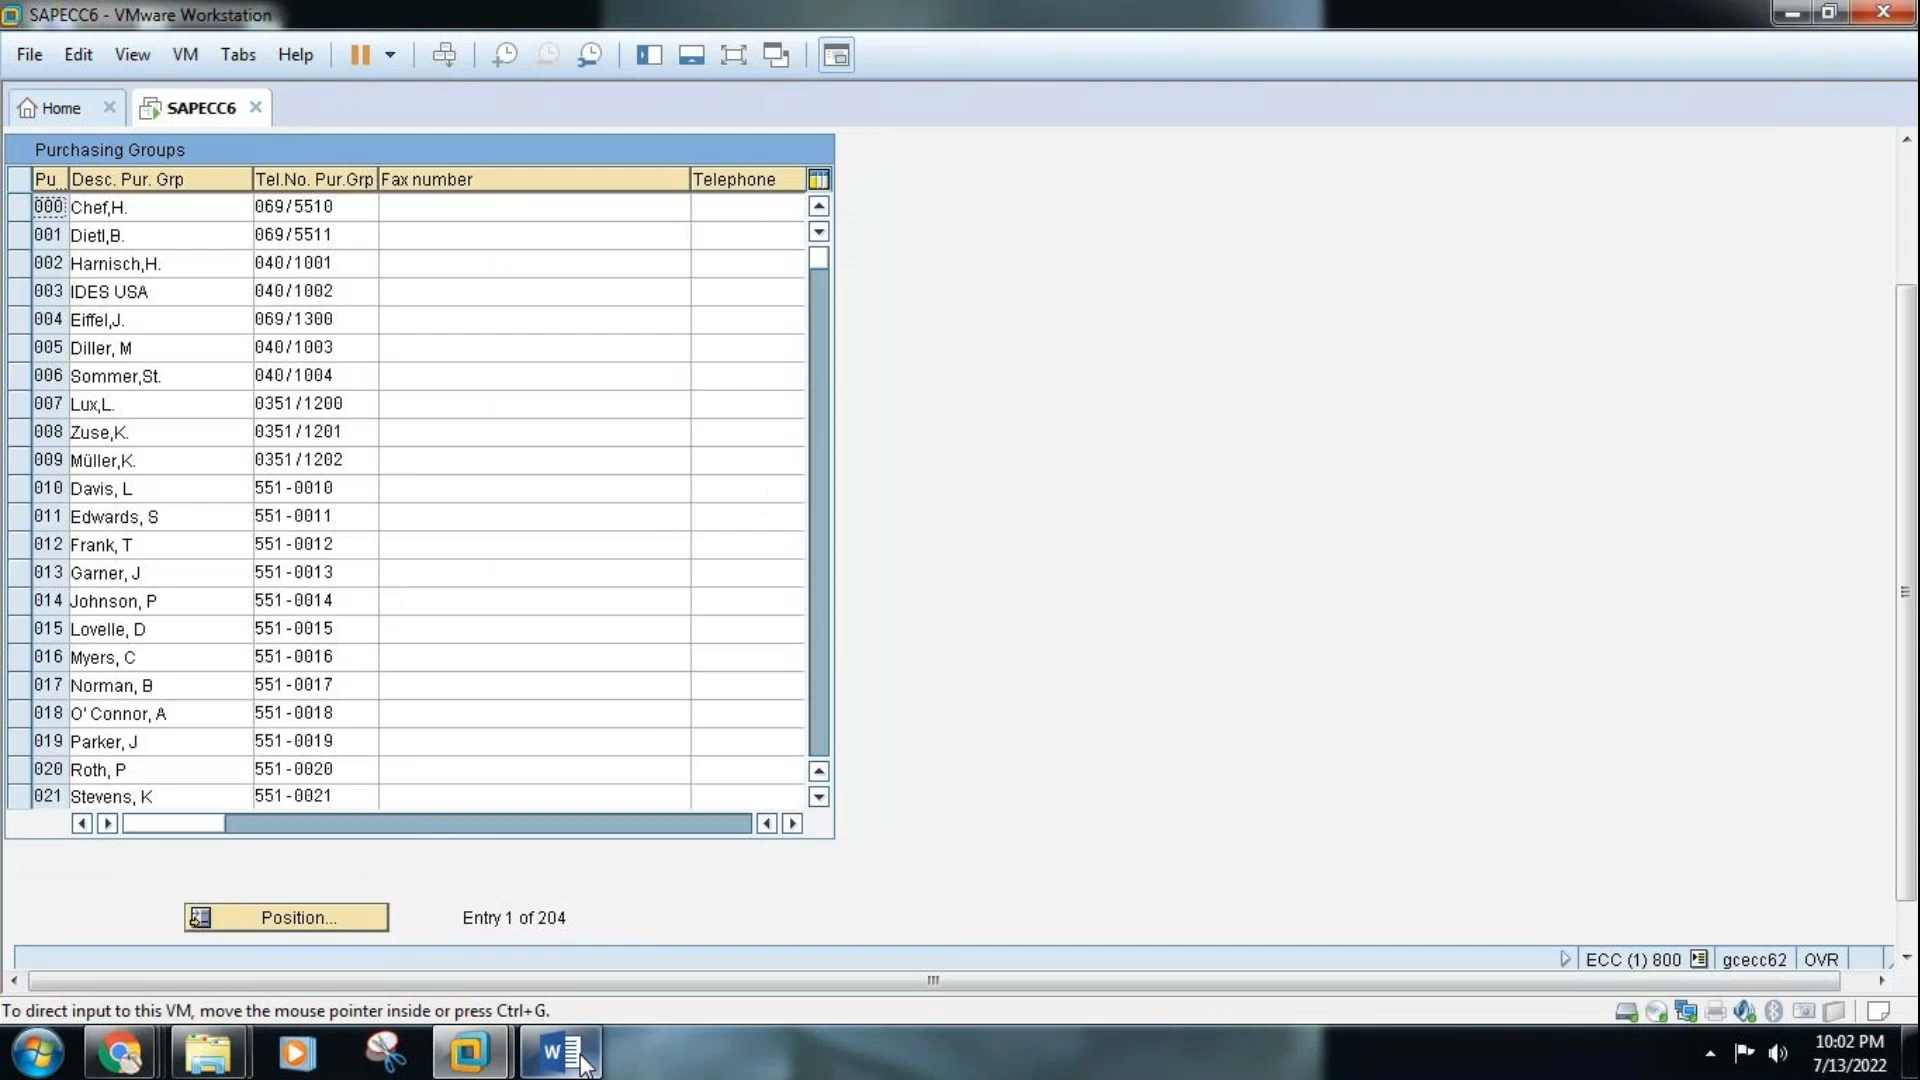 SAPECC6 - VMware Workstation
File Edit View VM Tabs Help
Home SAPECC6
Purchasing Groups
Pu... Desc. Pur. Grp Tel.No. Pur.Grp Fax number Telephone
000 Chef,H. 069/5510
001 Dietl,B. 069/5511
002 Harnisch,H. 040/1001
003 IDES USA 040/1002
004 Eiffel,J. 069/1300
005 Diller, M 040/1003
006 Sommer,St. 040/1004
007 Lux,L. 0351/1200
008 Zuse,K. 0351/1201
009 Müller,K. 0351/1202
010 Davis, L 551-0010
011 Edwards, S 551-0011
012 Frank, T 551-0012
013 Garner, J 551-0013
014 Johnson, P 551-0014
015 Lovelle, D 551-0015
016 Myers, C 551-0016
017 Norman, B 551-0017
018 O' Connor, A 551-0018
019 Parker, J 551-0019
020 Roth, P 551-0020
021 Stevens, K 551-0021
Position... Entry 1 of 204
ECC (1) 800 gcecc62 OVR
To direct input to this VM, move the mouse pointer inside or press Ctrl+G.
W
10:02 PM
7/13/2022